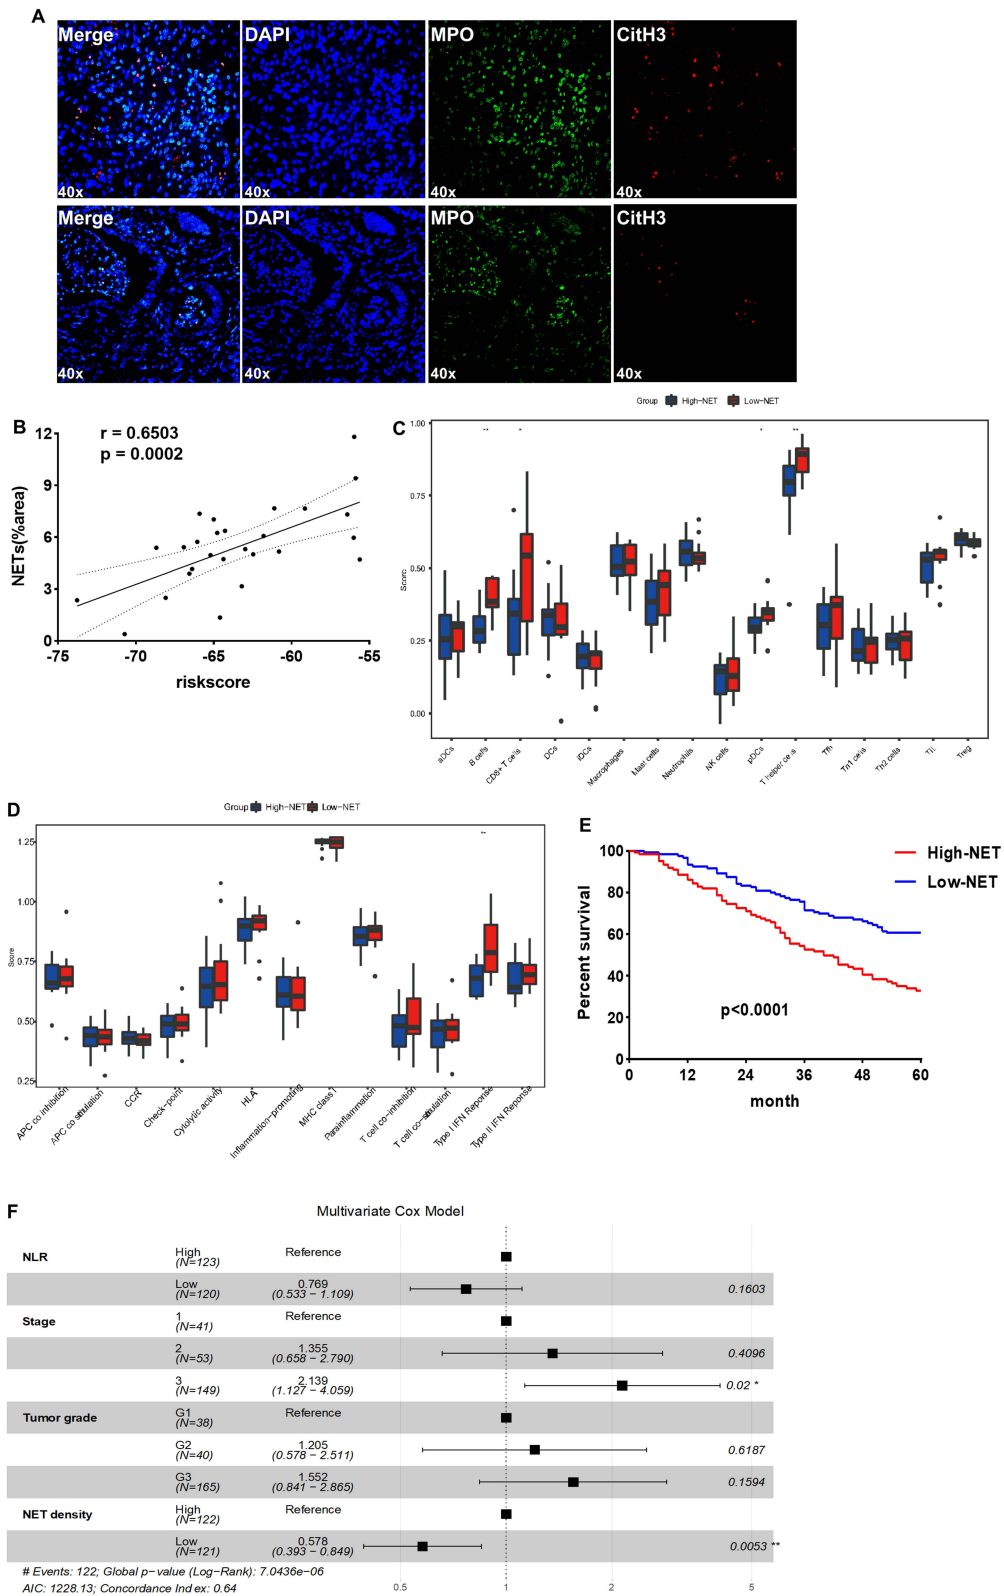 A
Merge
DAPI
MPO
CitH3
40x
40x
40x
40x
Merge
DAPI
MPO
CitH3
40x
40x
40x
40x
B
r = 0.6503
p = 0.0002
NETs(%area)
12
9
6
3
0
-75
-70
-65
-60
-55
riskscore
C
Group High-NET Low-NET
Score
1.00
0.75
0.50
0.25
0.00
** * * **
aDCs
B cells
CD8+ T cells
DCs
iDCs
Macrophages
Mast cells
Neutrophils
NK cells
pDCs
T helper cells
Tfh
Th1 cells
Th2 cells
TIL
Treg
D
Group High-NET Low-NET
Score
1.25
1.00
0.75
0.50
0.25
**
APC co inhibition
APC co stimulation
CCR
Check-point
Cytolytic activity
HLA
Inflammation-promoting
MHC class I
Parainflammation
T cell co-inhibition
T cell co-stimulation
Type I IFN Reponse
Type II IFN Reponse
E
High-NET
Low-NET
Percent survival
100
80
60
40
20
0
p<0.0001
0 12 24 36 48 60
month
F
Multivariate Cox Model
NLR High (N=123) Reference
Low (N=120) 0.769 (0.533 − 1.109) 0.1603
Stage 1 (N=41) Reference
2 (N=53) 1.355 (0.658 − 2.790) 0.4096
3 (N=149) 2.139 (1.127 − 4.059) 0.02 *
Tumor grade G1 (N=38) Reference
G2 (N=40) 1.205 (0.578 − 2.511) 0.6187
G3 (N=165) 1.552 (0.841 − 2.865) 0.1594
NET density High (N=122) Reference
Low (N=121) 0.578 (0.393 − 0.849) 0.0053 **
# Events: 122; Global p−value (Log−Rank): 7.0436e−06
AIC: 1228.13; Concordance Index: 0.64
0.5 1 2 5